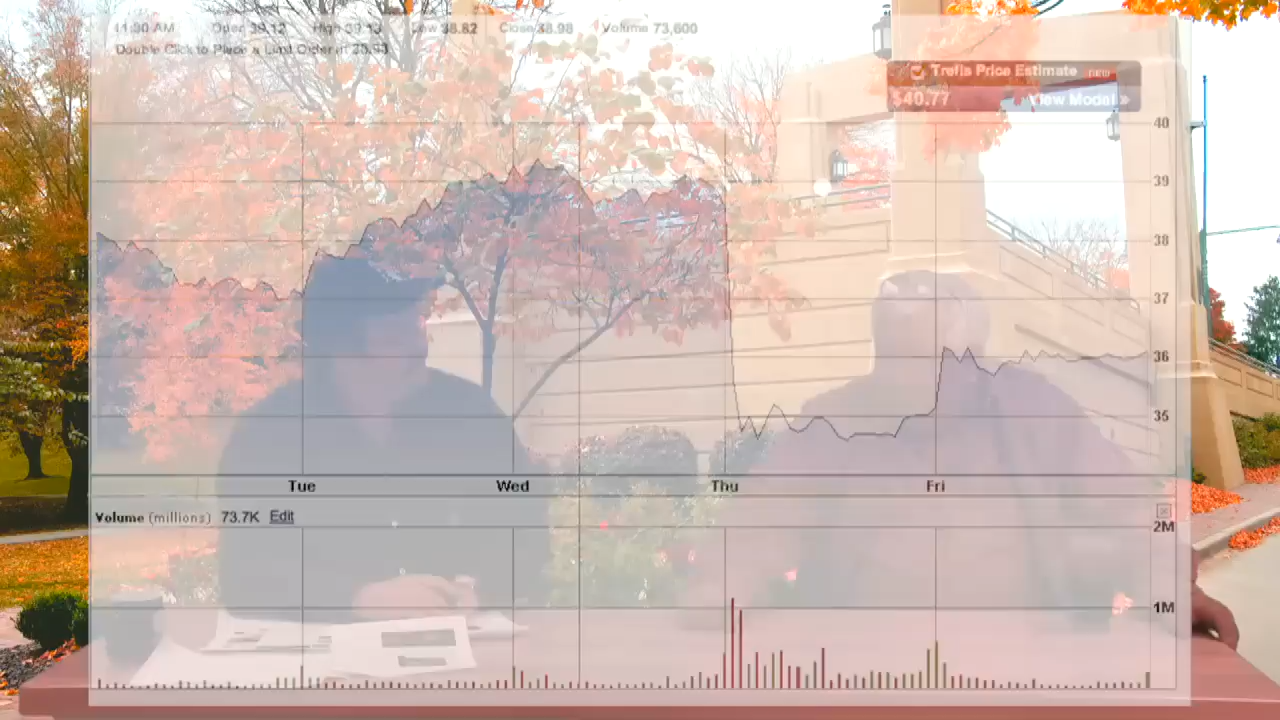 11:30 AM Open 39.12 High 39.13 Low 38.82 Close 38.98 Volume 73,600
Double Click to Place a Limit Order at
Trefis Price Estimate new
$40.77 View Model »
40
39
38
37
36
35
Tue Wed Thu Fri
Volume (millions) 73.7K Edit
2M
1M